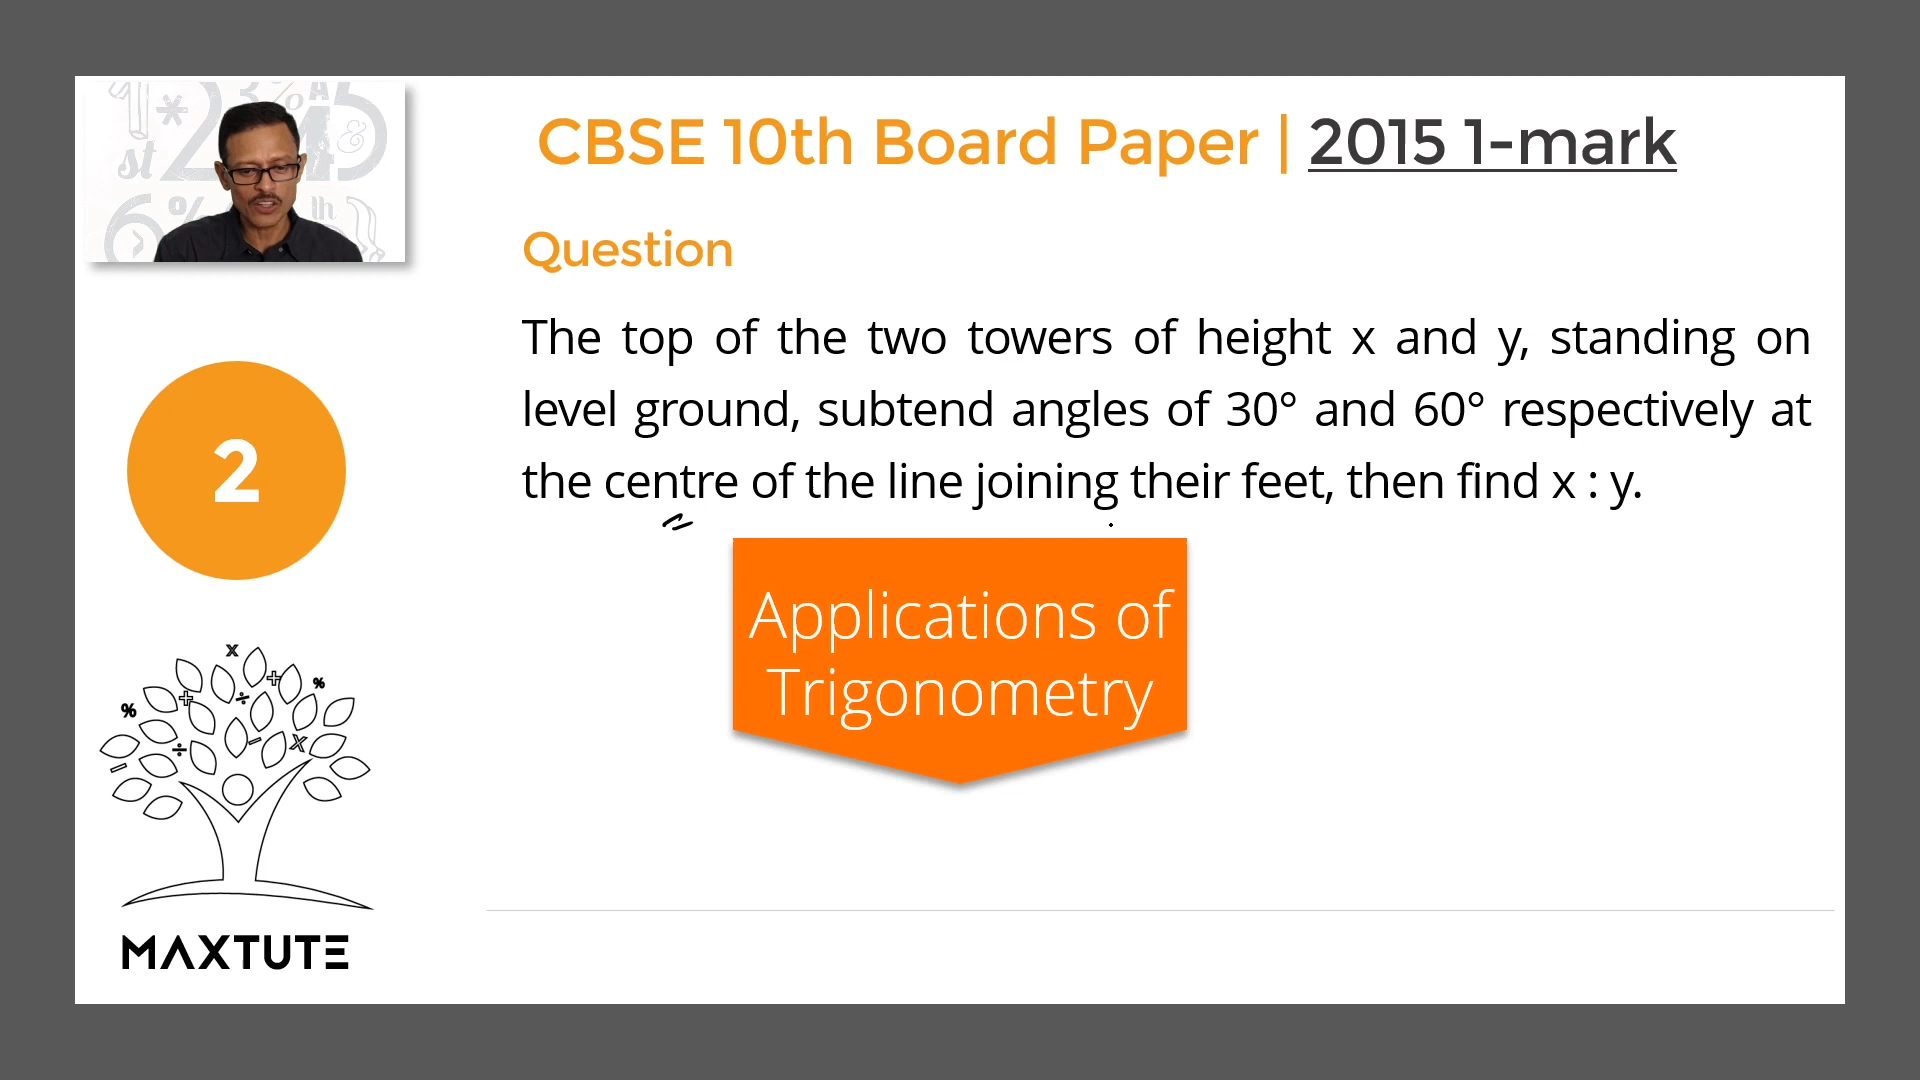 CBSE 10th Board Paper | 2015 1-mark
Question
The top of the two towers of height x and y, standing on
level ground, subtend angles of 30° and 60° respectively at
the centre of the line joining their feet, then find x : y.
2
Applications of
Trigonometry
MAXTUTE